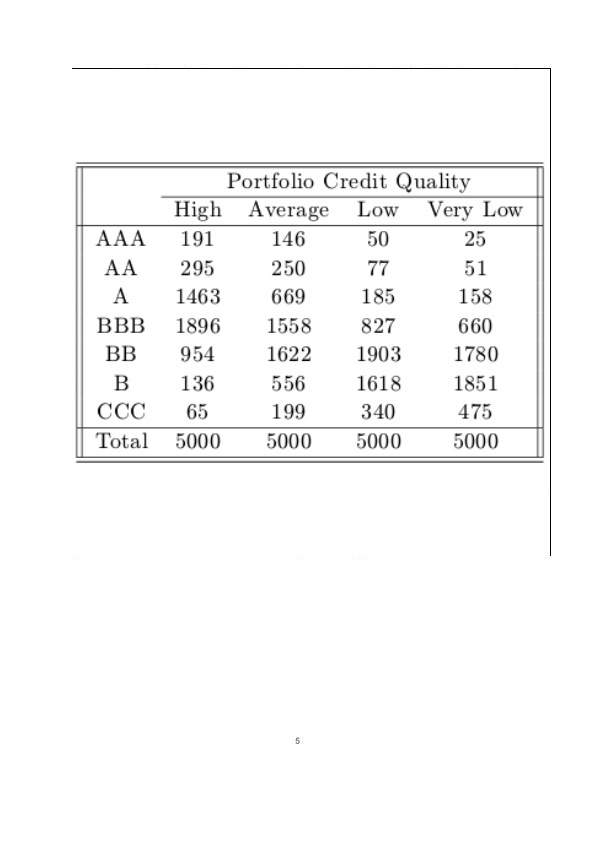 Portfolio Credit Quality
High Average Low Very Low
AAA 191 146 50 25
AA 295 250 77 51
A 1463 669 185 158
BBB 1896 1558 827 660
BB 954 1622 1903 1780
B 136 556 1618 1851
CCC 65 199 340 475
Total 5000 5000 5000 5000
5